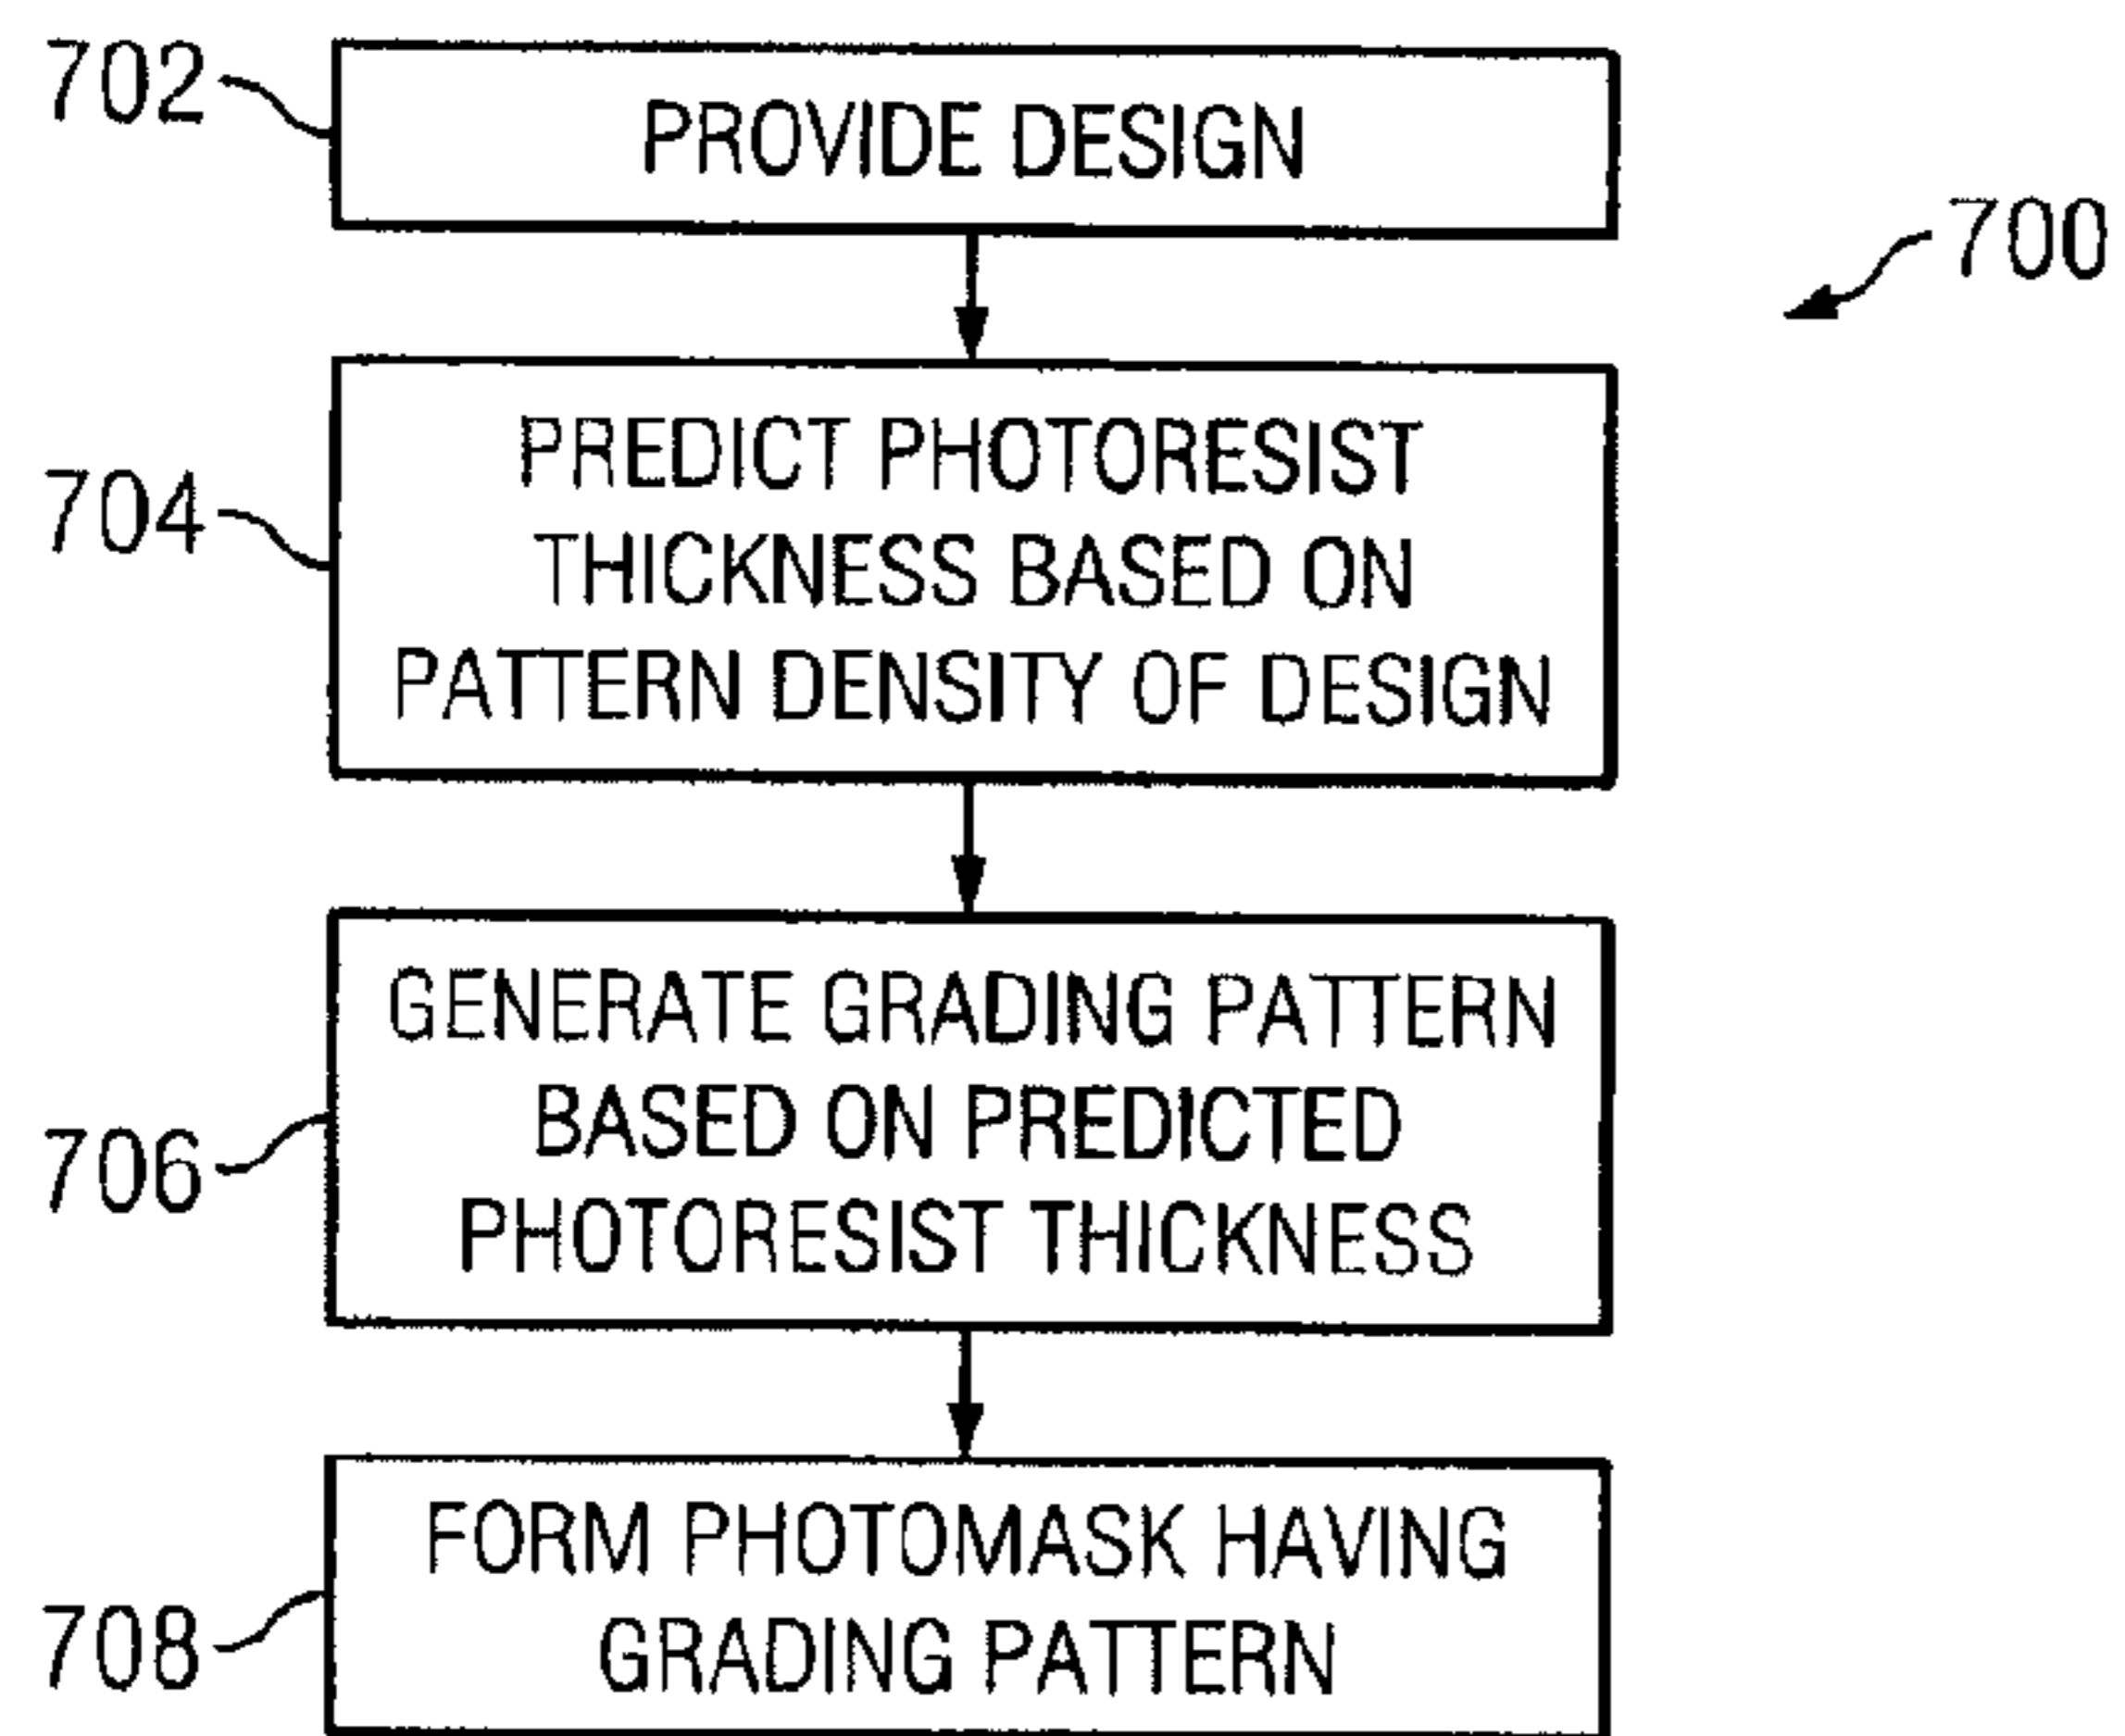 702
PROVIDE DESIGN
700
704
PREDICT PHOTORESIST
THICKNESS BASED ON
PATTERN DENSITY OF DESIGN
706
GENERATE GRADING PATTERN
BASED ON PREDICTED
PHOTORESIST THICKNESS
708
FORM PHOTOMASK HAVING
GRADING PATTERN